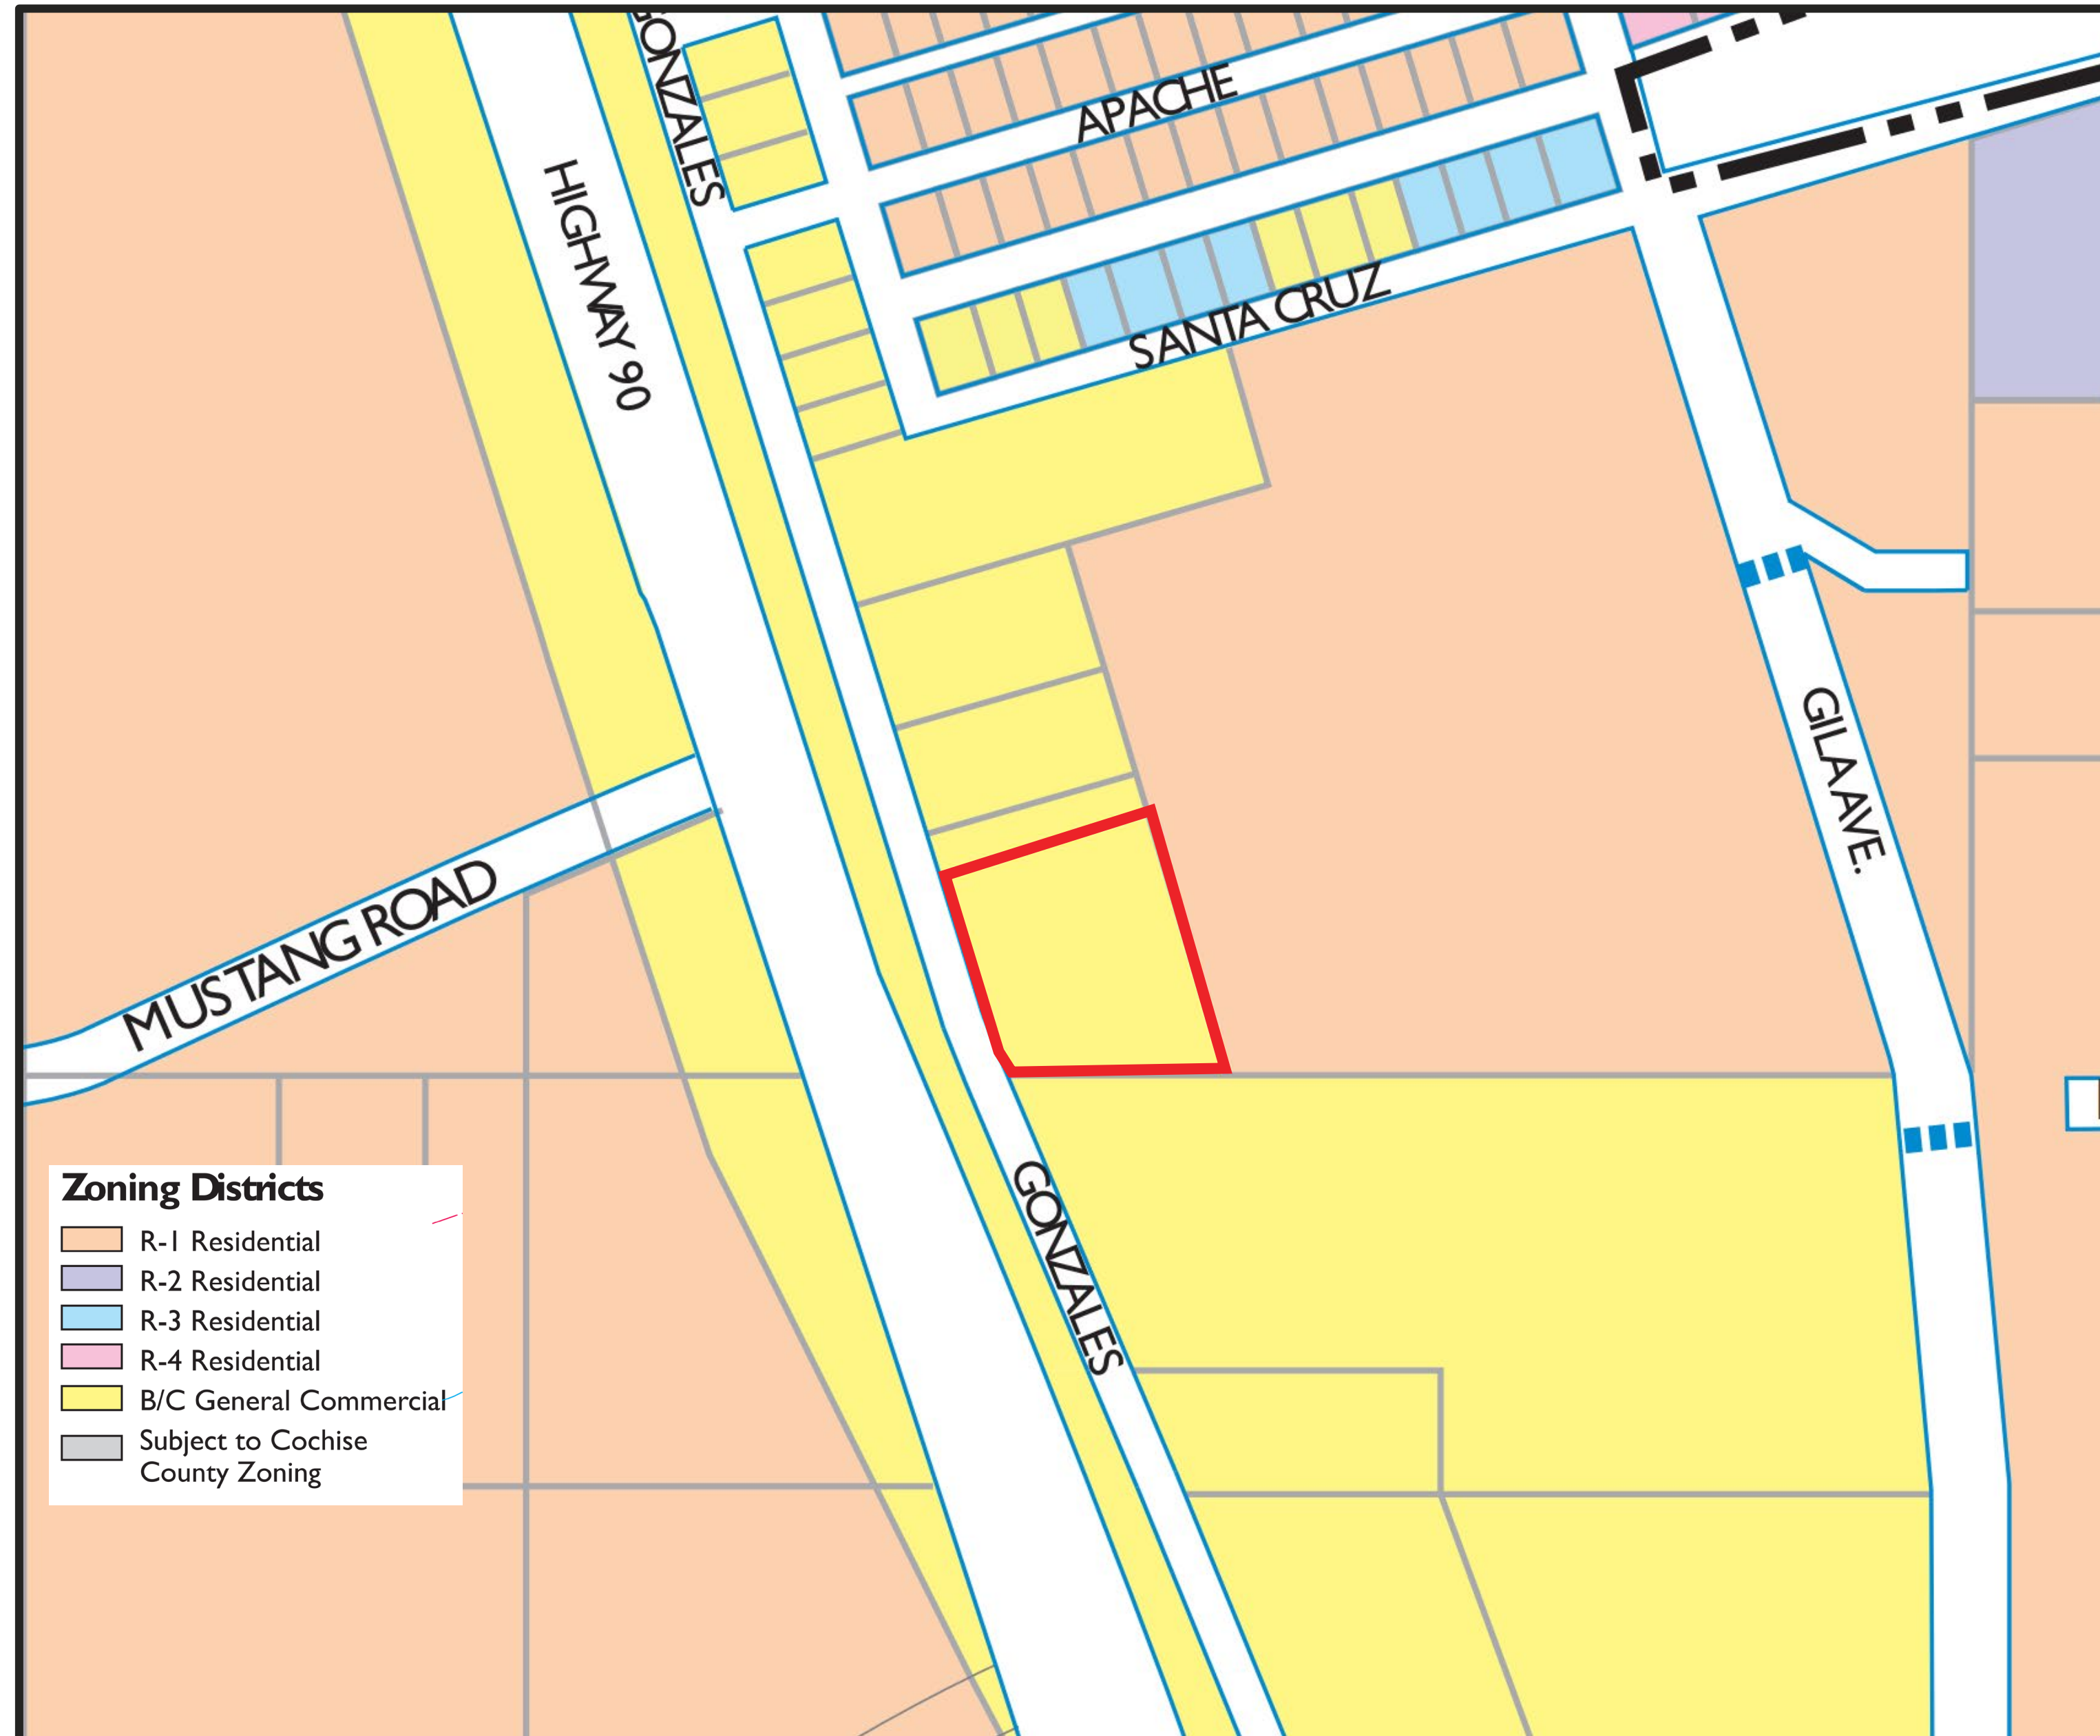 GONZALES
APACHE
HIGHWAY 90
SANTA CRUZ
GILA AVE.
MUSTANG ROAD
GONZALES
Zoning Districts
R-1 Residential
R-2 Residential
R-3 Residential
R-4 Residential
B/C General Commercial
Subject to Cochise
County Zoning